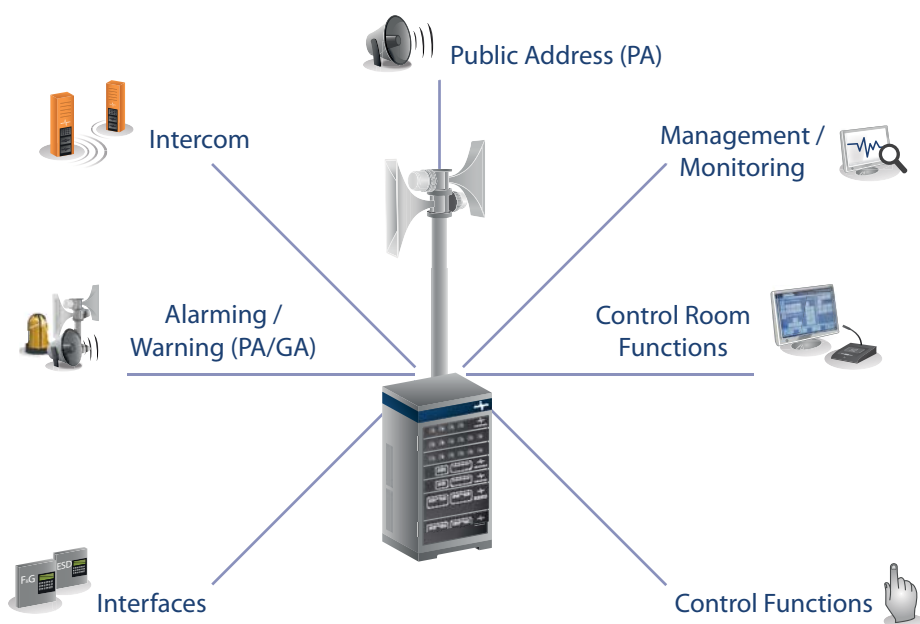 Public Address (PA)
Intercom
Management /
Monitoring
Alarming /
Warning (PA/GA)
Control Room
Functions
F&G
ESD
Interfaces
Control Functions